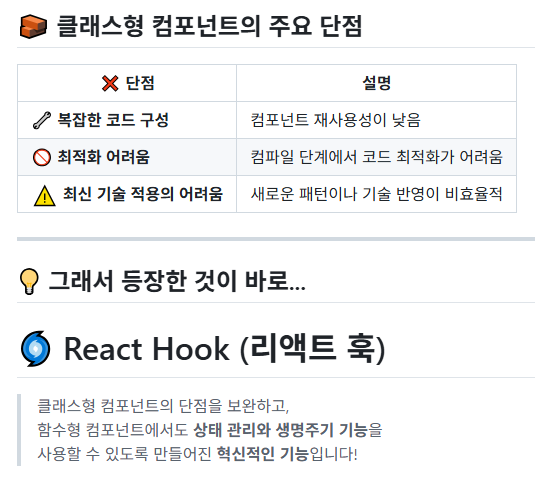 클래스형 컴포넌트의 주요 단점
단점 설명
복잡한 코드 구성 컴포넌트 재사용성이 낮음
최적화 어려움 컴파일 단계에서 코드 최적화가 어려움
최신 기술 적용의 어려움 새로운 패턴이나 기술 반영이 비효율적
그래서 등장한 것이 바로...
React Hook (리액트 훅)
클래스형 컴포넌트의 단점을 보완하고,
함수형 컴포넌트에서도 상태 관리와 생명주기 기능을
사용할 수 있도록 만들어진 혁신적인 기능입니다!